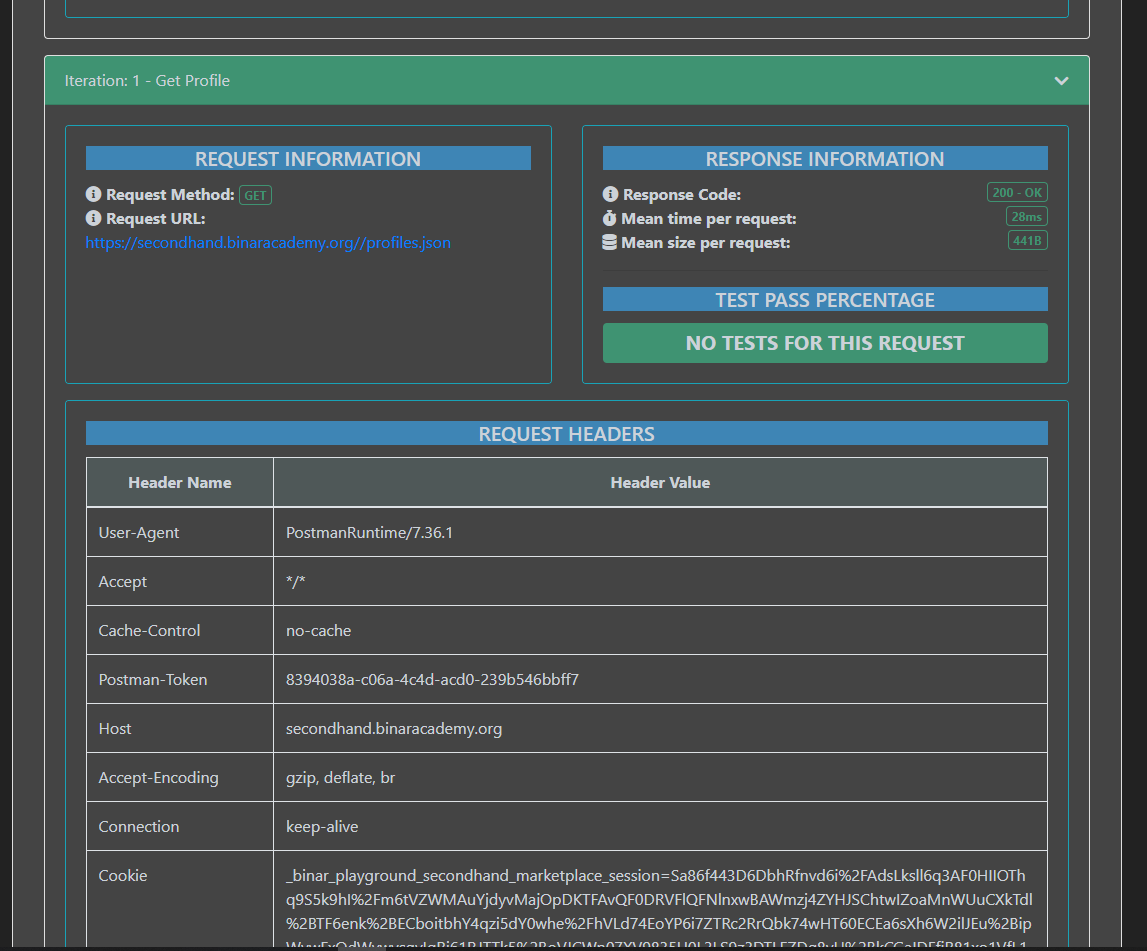 Iteration: 1 - Get Profile
REQUEST INFORMATION
Request Method: GET
Request URL:
https://secondhand.binaracademy.org//profiles.json
RESPONSE INFORMATION
Response Code: 200 - OK
Mean time per request: 28ms
Mean size per request: 441B
TEST PASS PERCENTAGE
NO TESTS FOR THIS REQUEST
REQUEST HEADERS
Header Name Header Value
User-Agent PostmanRuntime/7.36.1
Accept */*
Cache-Control no-cache
Postman-Token 8394038a-c06a-4c4d-acd0-239b546bbff7
Host secondhand.binaracademy.org
Accept-Encoding gzip, deflate, br
Connection keep-alive
Cookie _binar_playground_secondhand_marketplace_session=Sa86f443D6DbhRfnvd6i%2FAdsLksll6q3AF0HIIOTh
q9S5k9hI%2Fm6tVZWMAuYjdyvMajOpDKTFAvQF0DRVFlQFNlnxwBAWmzj4ZYHJSChtwIZoaMnWUuCXkTdl
%2BTF6enk%2BECboitbhY4qzi5dY0whe%2FhVLd74EoYP6i7ZTRc2RrQbk74wHT60ECEa6sXh6W2ilJEu%2Bip